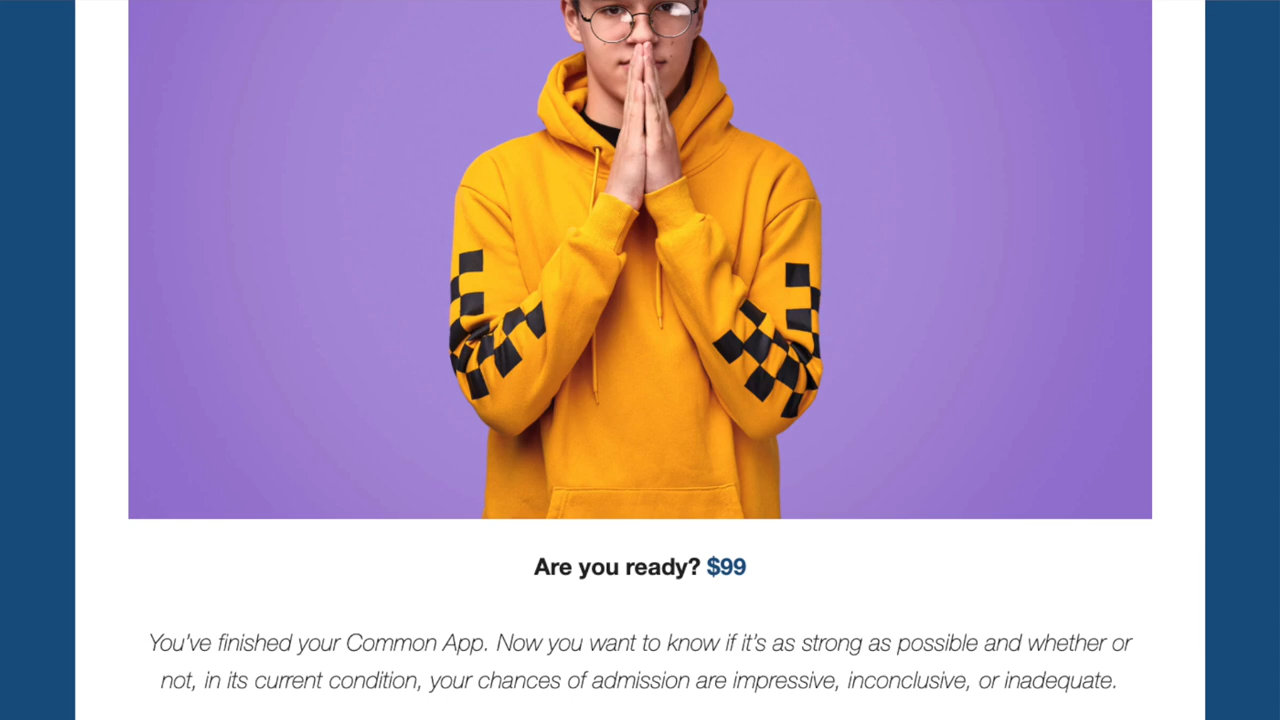 Are you ready? $99
You've finished your Common App. Now you want to know if it's as strong as possible and whether or
not, in its current condition, your chances of admission are impressive, inconclusive, or inadequate.